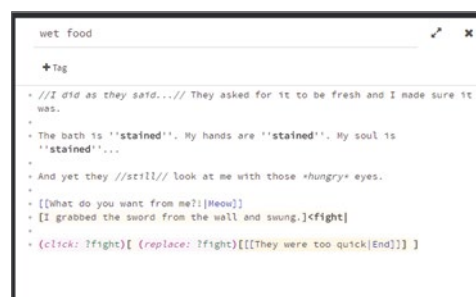 wet food
+Tag
//I did as they said...// They asked for it to be fresh and I made sure it
was.
The bath is ''stained''. My hands are ''stained''. My soul is
''stained''...
And yet they //still// look at me with those *hungry* eyes.
[[What do you want from me?!|Meow]]
[I grabbed the sword from the wall and swung.]<fight|
(click: ?fight)[ (replace: ?fight)[[[They were too quick|End]]] ]